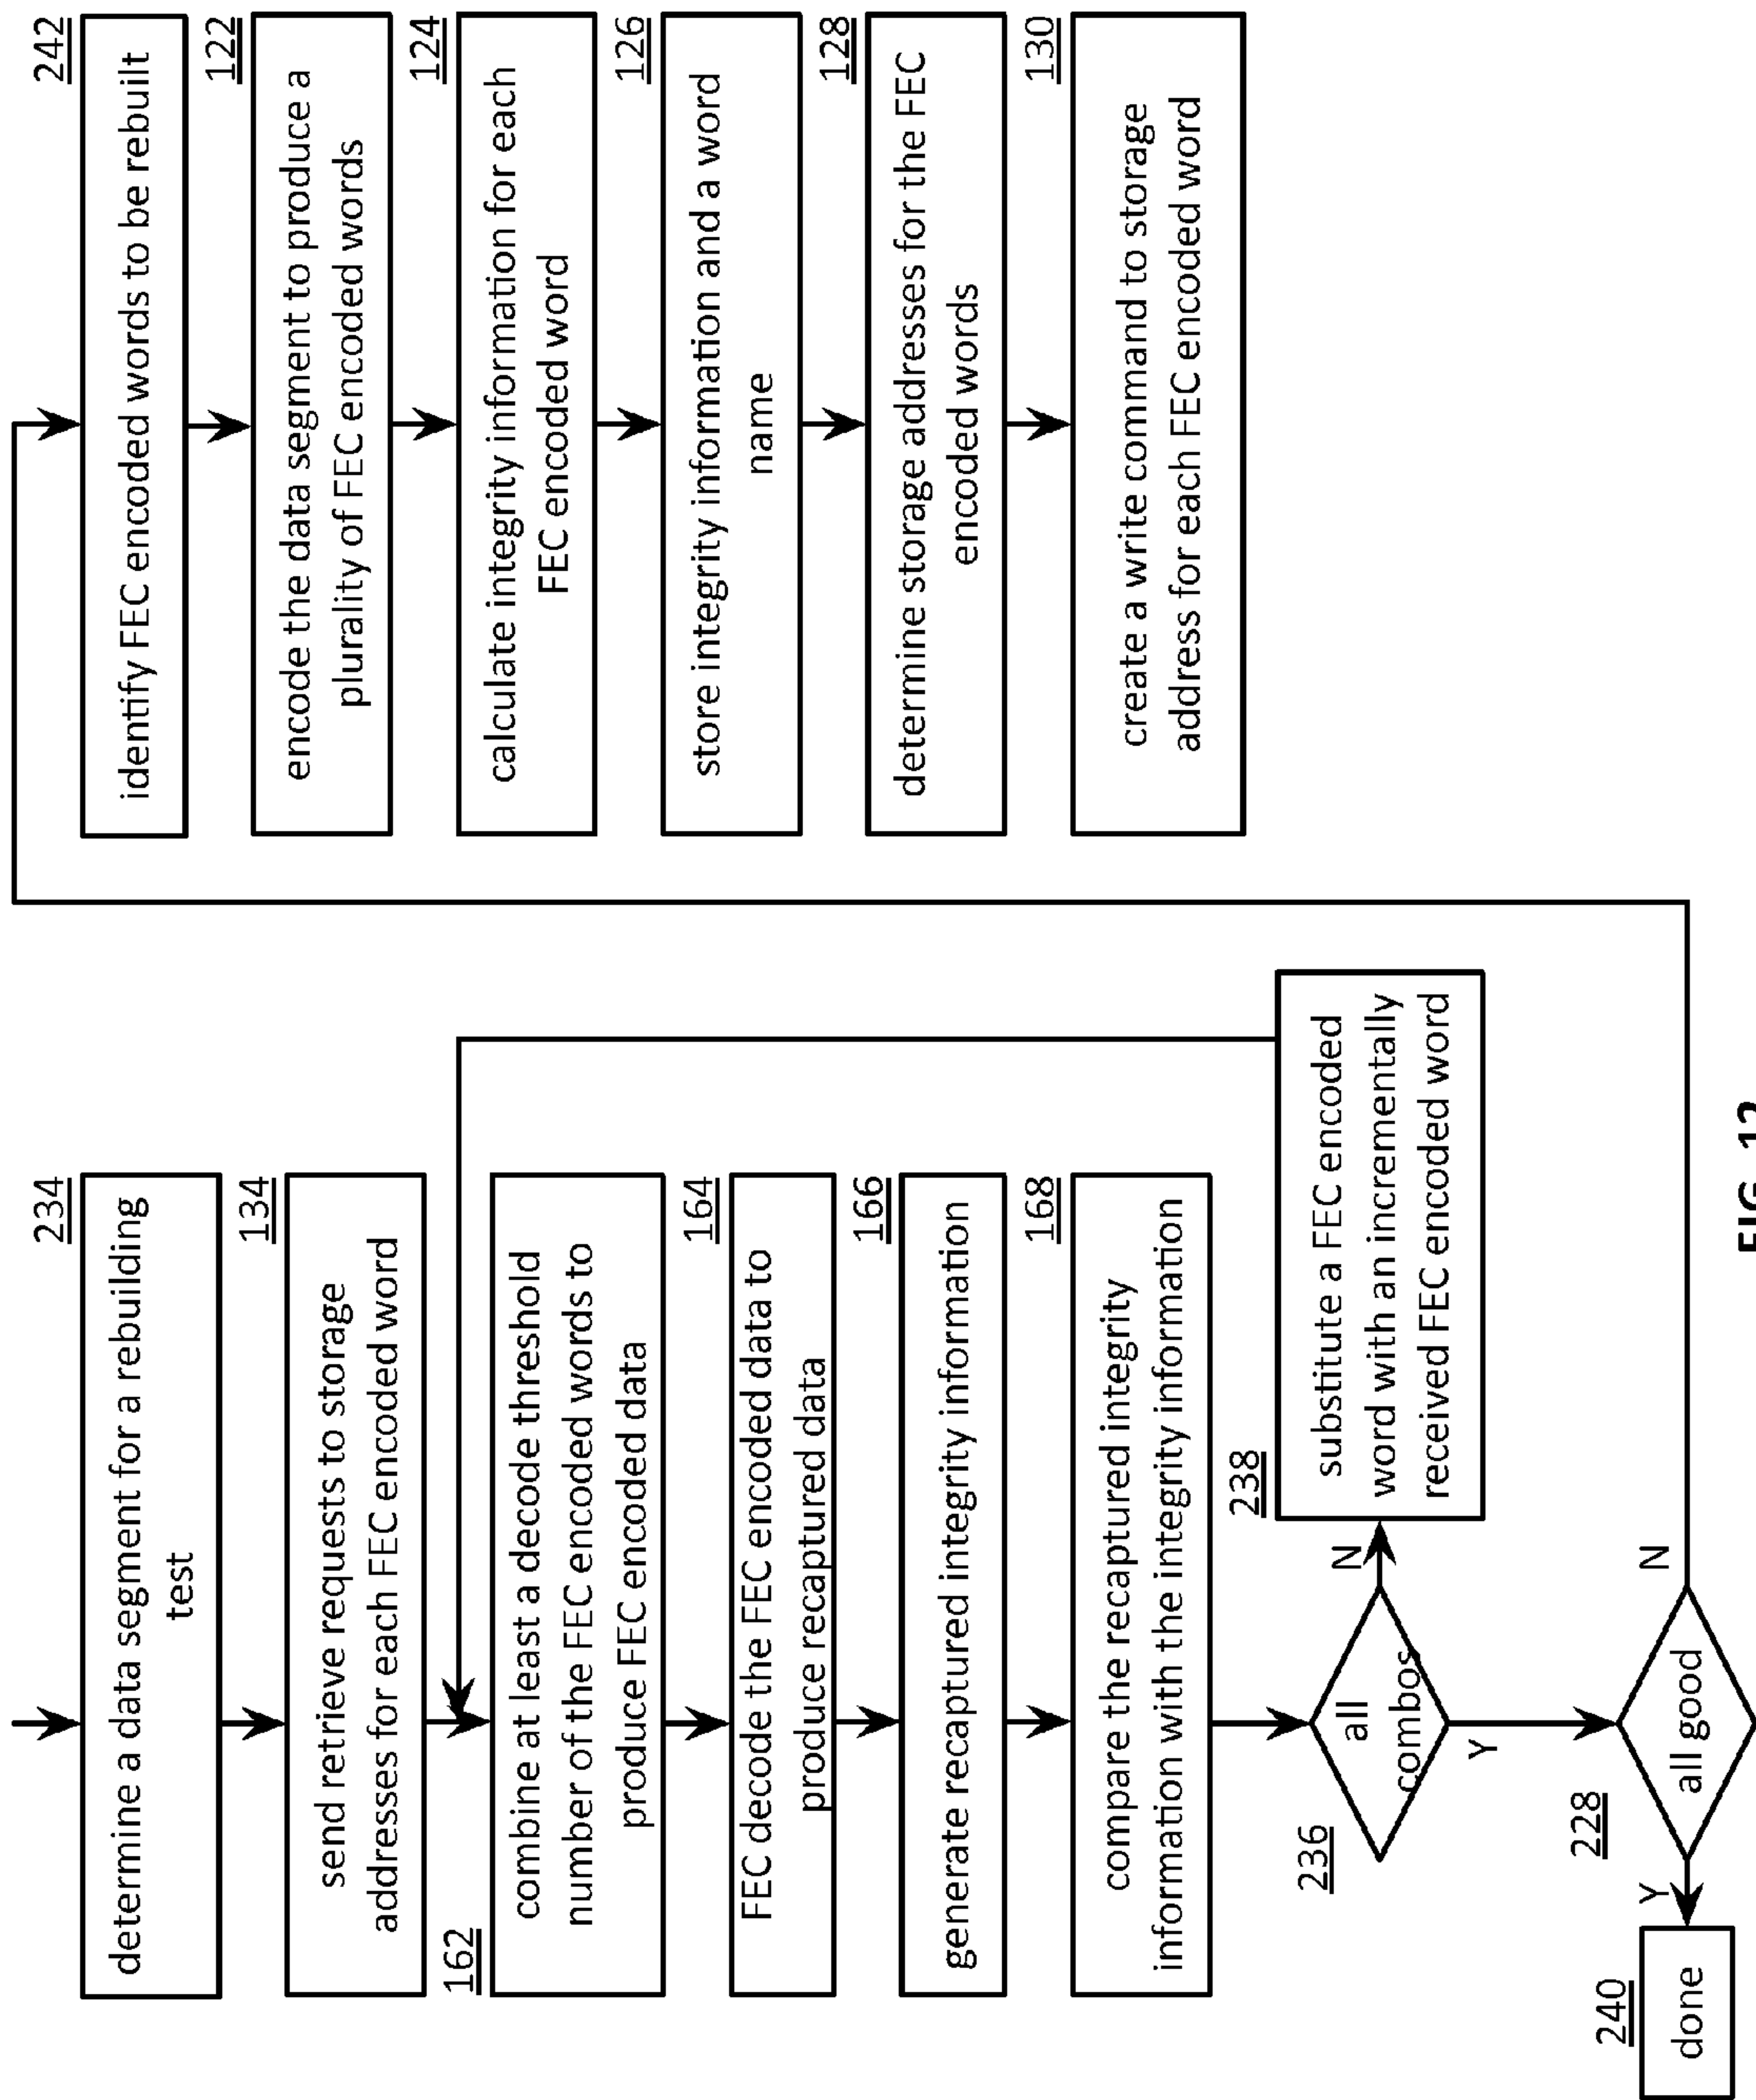 234
determine a data segment for a rebuilding
test
134
send retrieve requests to storage
addresses for each FEC encoded word
162
combine at least a decode threshold
number of the FEC encoded words to
produce FEC encoded data
164
FEC decode the FEC encoded data to
produce recaptured data
166
generate recaptured integrity information
168
compare the recaptured integrity
information with the integrity information
236
all
combos
N
Y
238
substitute a FEC encoded
word with an incrementally
received FEC encoded word
228
all good
Y
N
240
done
242
identify FEC encoded words to be rebuilt
122
encode the data segment to produce a
plurality of FEC encoded words
124
calculate integrity information for each
FEC encoded word
126
store integrity information and a word
name
128
determine storage addresses for the FEC
encoded words
130
create a write command to storage
address for each FEC encoded word
FIG. 12